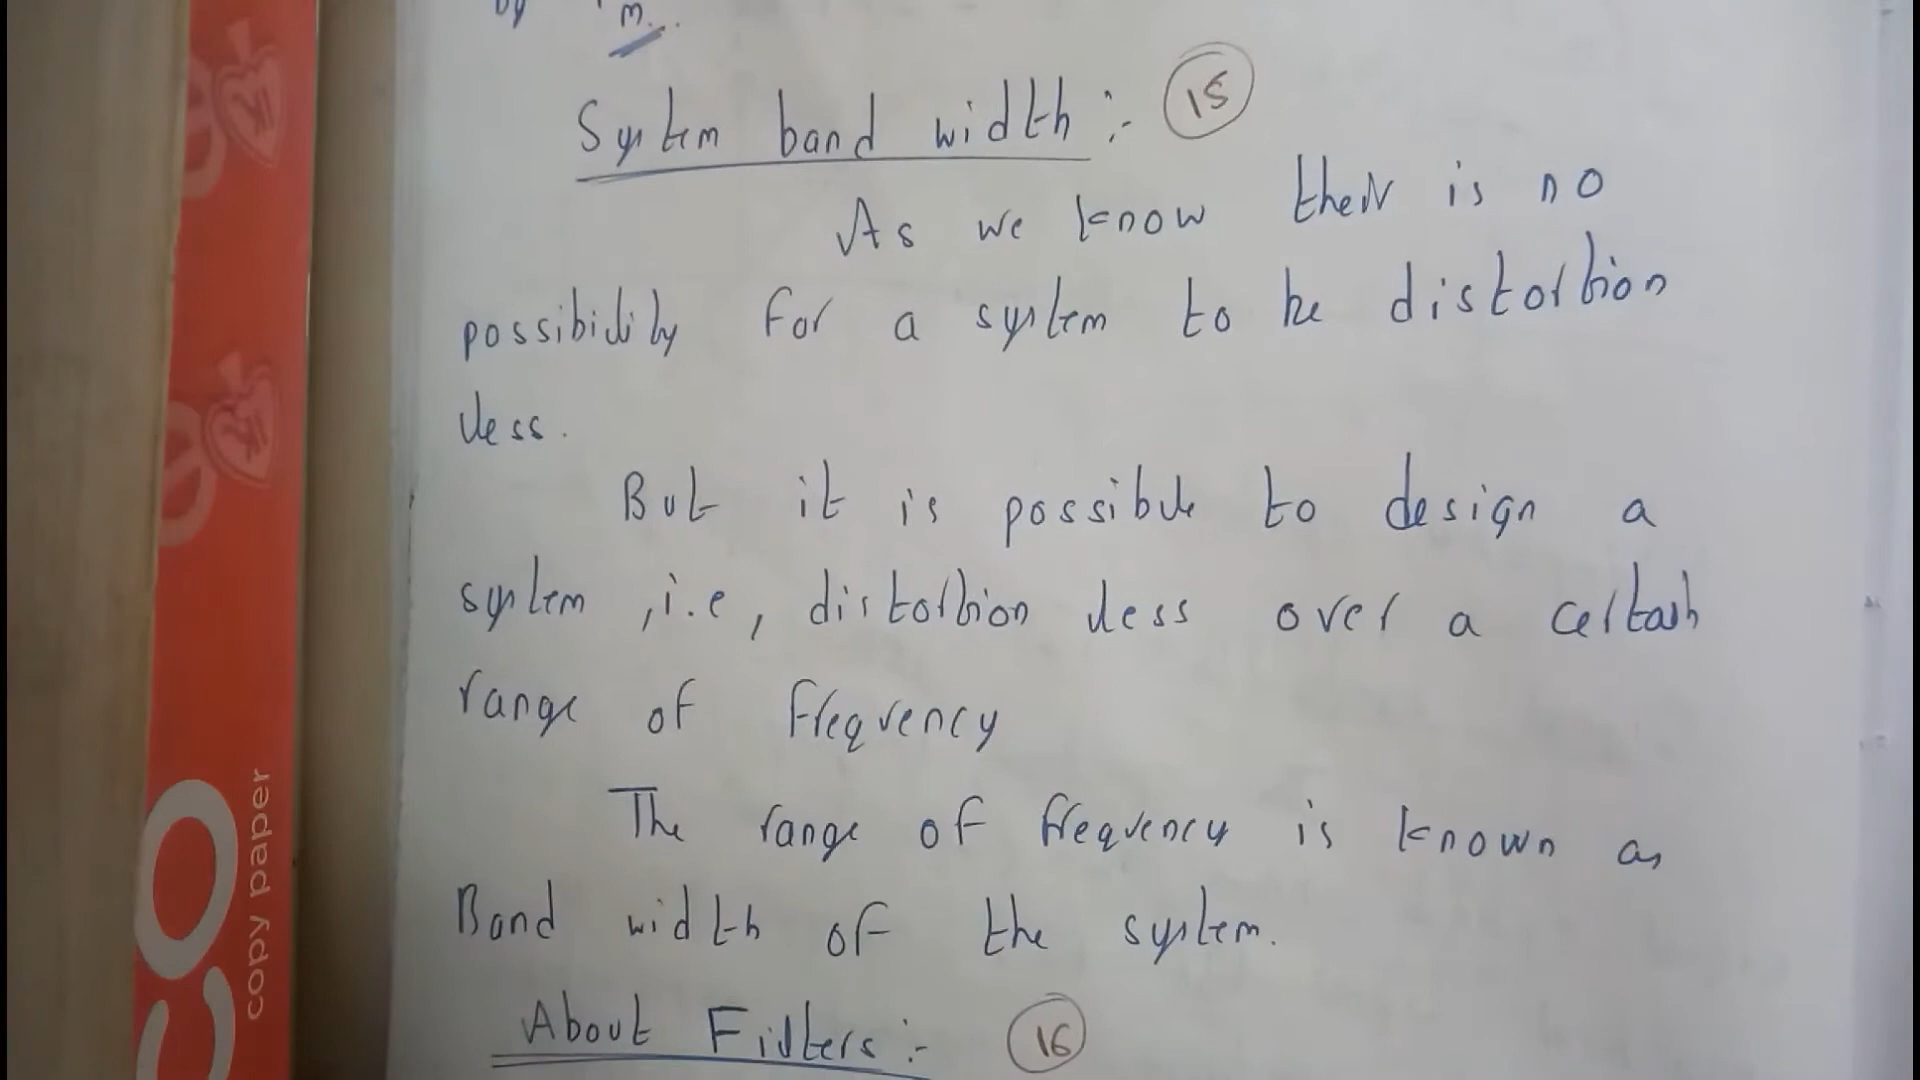 by m..
System band width :- 15
As we know there is no
possibility for a system to be distortion
less.
But it is possible to design a
system , i.e , distortion less over a certain
range of frequency
The range of frequency is known as
Band width of the system.
About Filters :- 16
CO
copy paper